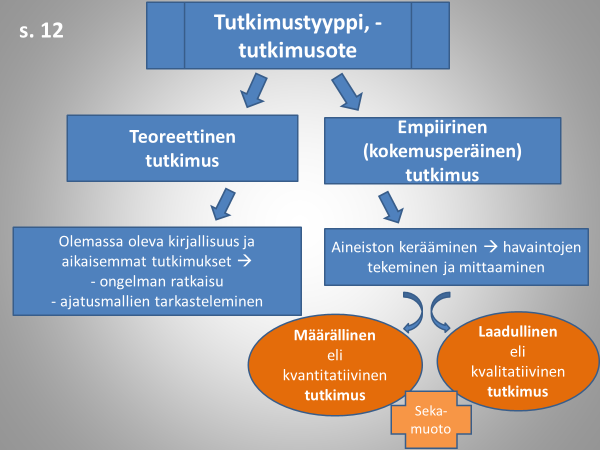 s. 12
Tutkimustyyppi, -
tutkimusote
Teoreettinen
tutkimus
Empiirinen
(kokemusperäinen)
tutkimus
Olemassa oleva kirjallisuus ja
aikaisemmat tutkimukset →
- ongelman ratkaisu
- ajatusmallien tarkasteleminen
Aineiston kerääminen → havaintojen
tekeminen ja mittaaminen
Määrällinen
eli
kvantitatiivinen
tutkimus
Laadullinen
eli
kvalitatiivinen
tutkimus
Seka-
muoto